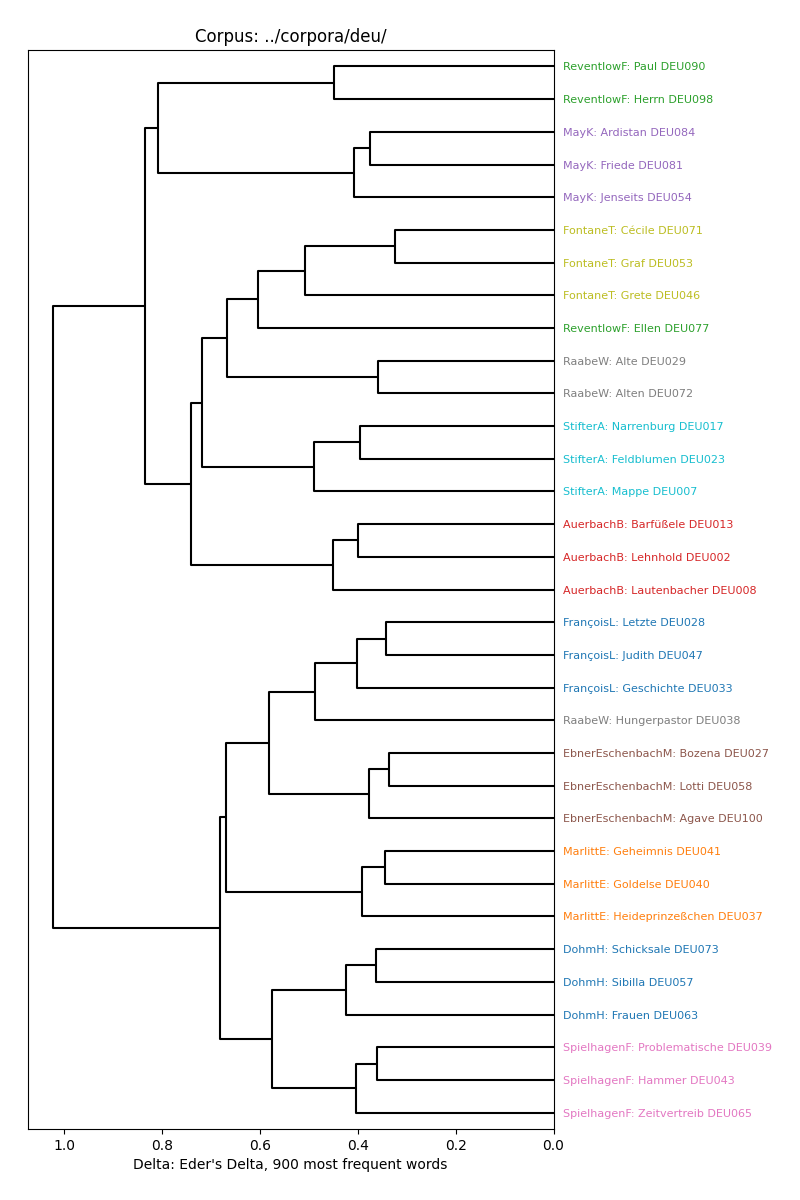 Corpus: ../corpora/deu/
ReventlowF: Paul DEU090
ReventlowF: Herrn DEU098
MayK: Ardistan DEU084
MayK: Friede DEU081
MayK: Jenseits DEU054
FontaneT: Cécile DEU071
FontaneT: Graf DEU053
FontaneT: Grete DEU046
ReventlowF: Ellen DEU077
RaabeW: Alte DEU029
RaabeW: Alten DEU072
StifterA: Narrenburg DEU017
StifterA: Feldblumen DEU023
StifterA: Mappe DEU007
AuerbachB: Barfüßele DEU013
AuerbachB: Lehnhold DEU002
AuerbachB: Lautenbacher DEU008
FrançoisL: Letzte DEU028
FrançoisL: Judith DEU047
FrançoisL: Geschichte DEU033
RaabeW: Hungerpastor DEU038
EbnerEschenbachM: Bozena DEU027
EbnerEschenbachM: Lotti DEU058
EbnerEschenbachM: Agave DEU100
MarlittE: Geheimnis DEU041
MarlittE: Goldelse DEU040
MarlittE: Heideprinzeßchen DEU037
DohmH: Schicksale DEU073
DohmH: Sibilla DEU057
DohmH: Frauen DEU063
SpielhagenF: Problematische DEU039
SpielhagenF: Hammer DEU043
SpielhagenF: Zeitvertreib DEU065
1.0 0.8 0.6 0.4 0.2 0.0
Delta: Eder's Delta, 900 most frequent words